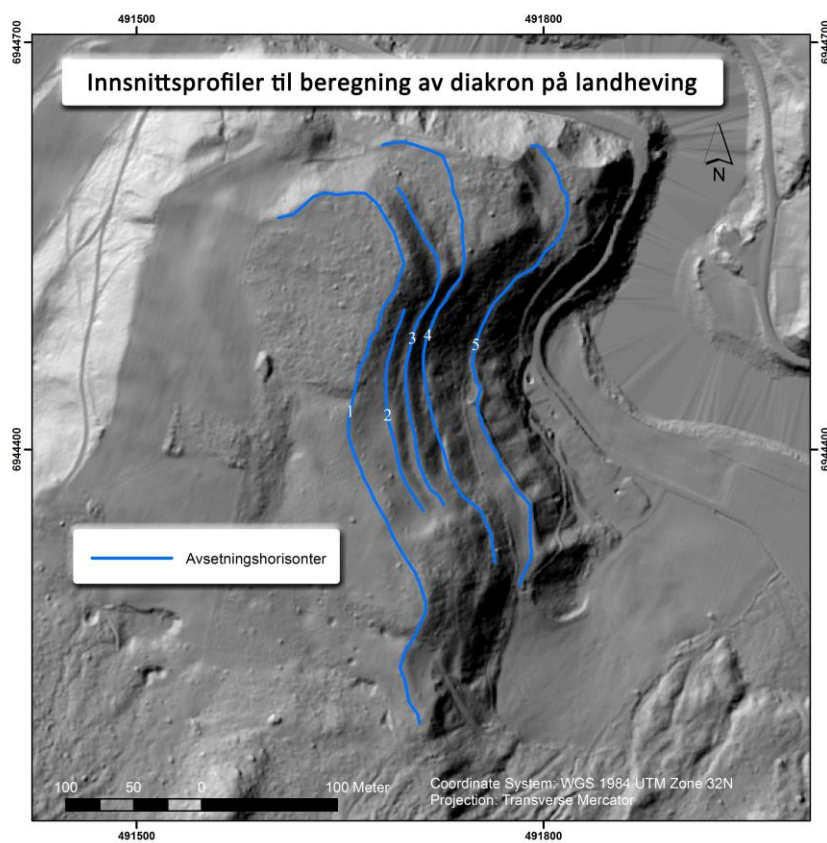 491500 491800
6944700 6944700
Innsnittsprofiler til beregning av diakron på landheving
N
3 4
5
1 2
6944400 6944400
Avsetningshorisonter
100 50 0 100 Meter
Coordinate System: WGS 1984 UTM Zone 32N
Projection: Transverse Mercator
491500 491800